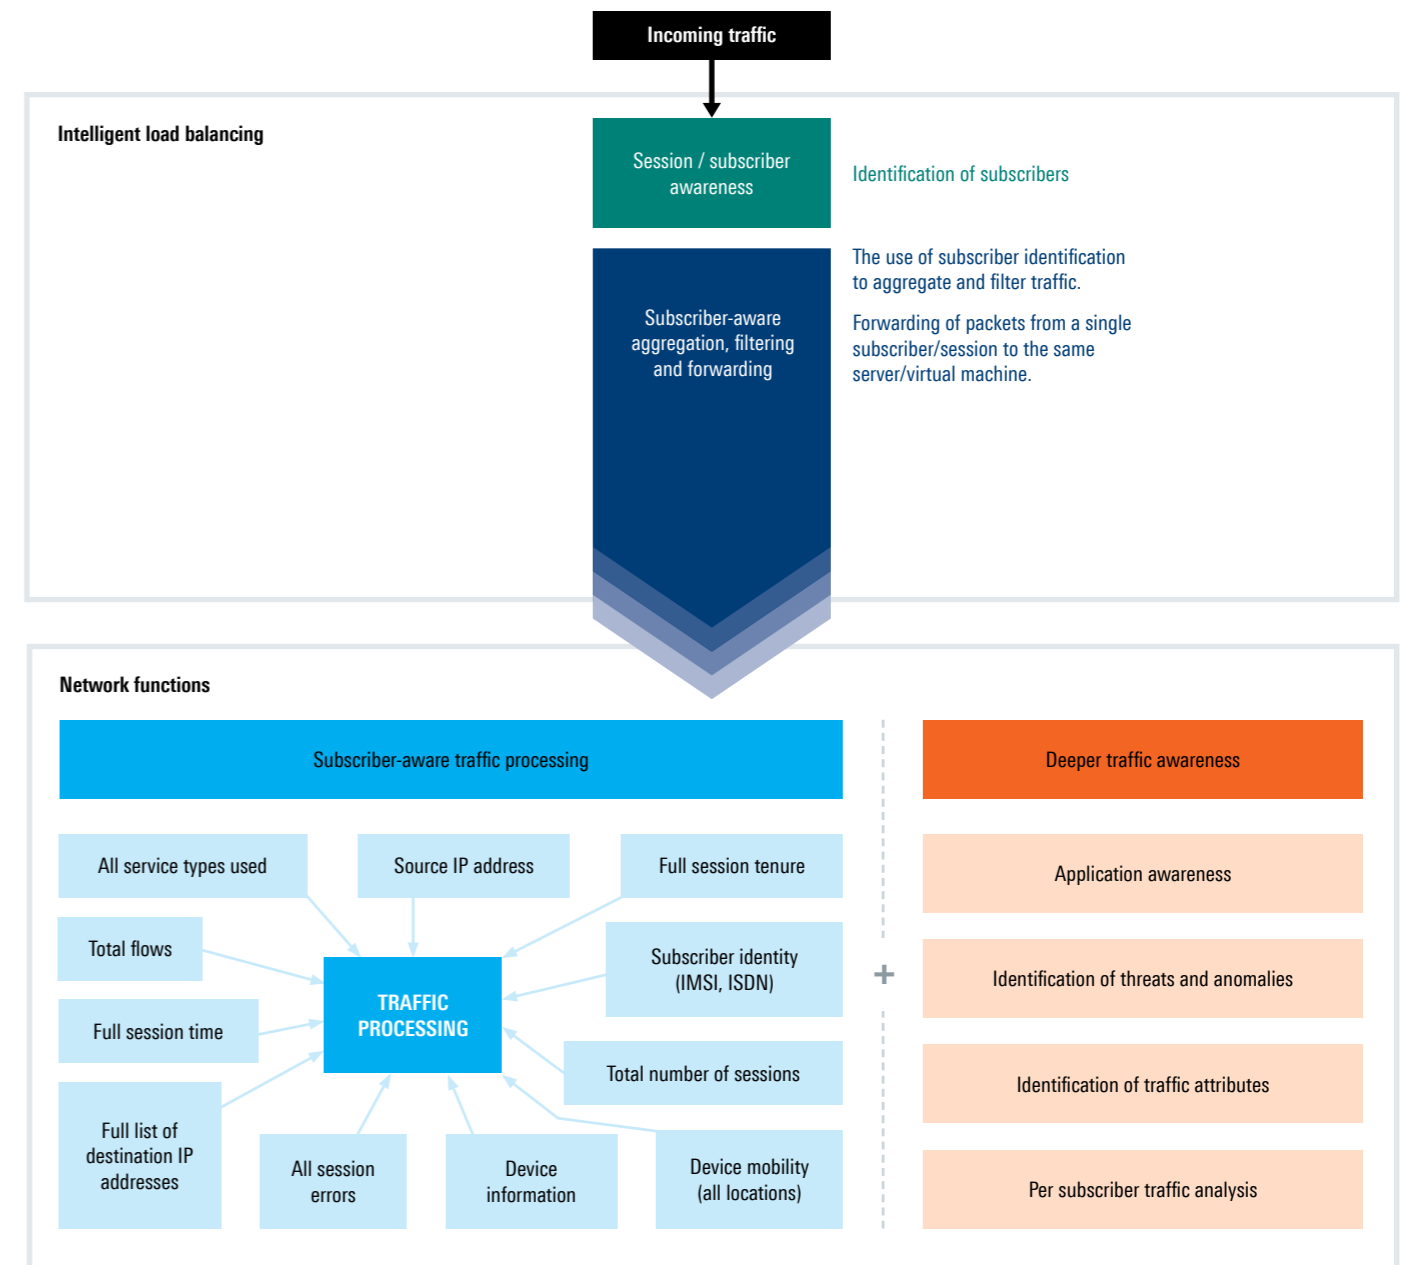 Incoming traffic
Intelligent load balancing
Session / subscriber
awareness
Identification of subscribers
Subscriber-aware
aggregation, filtering
and forwarding
The use of subscriber identification
to aggregate and filter traffic.
Forwarding of packets from a single
subscriber/session to the same
server/virtual machine.
Network functions
Subscriber-aware traffic processing
All service types used
Source IP address
Full session tenure
Total flows
Subscriber identity
(IMSI, ISDN)
TRAFFIC
PROCESSING
Full session time
Total number of sessions
Full list of
destination IP
addresses
All session
errors
Device
information
Device mobility
(all locations)
+
Deeper traffic awareness
Application awareness
Identification of threats and anomalies
Identification of traffic attributes
Per subscriber traffic analysis